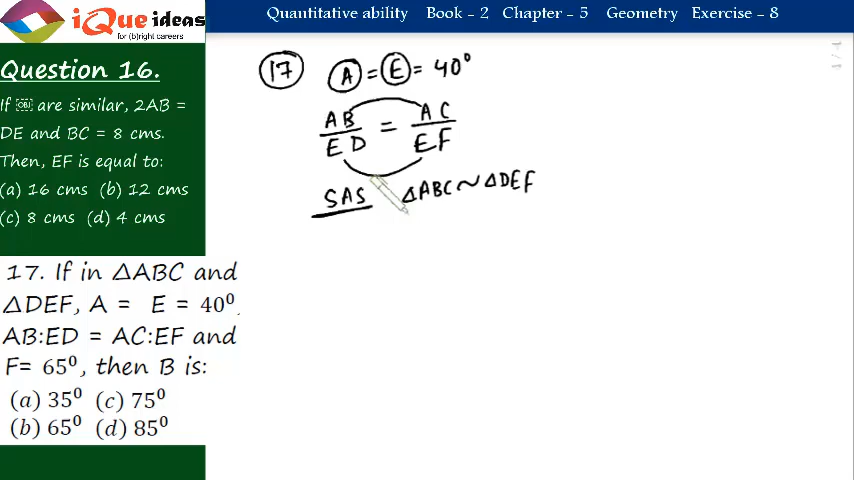 iQue ideas
for (b)right careers
Quantitative ability Book - 2 Chapter - 5 Geometry Exercise - 8
Question 16.
If OBJ are similar, 2AB =
DE and BC = 8 cms.
Then, EF is equal to:
(a) 16 cms (b) 12 cms
(c) 8 cms (d) 4 cms
17. If in ΔABC and
ΔDEF, A = E = 40⁰,
AB:ED = AC:EF and
F= 65⁰, then B is:
(a) 35⁰ (c) 75⁰
(b) 65⁰ (d) 85⁰
17 A = E = 40°
AB/ED = AC/EF
SAS ΔABC ~ ΔDEF